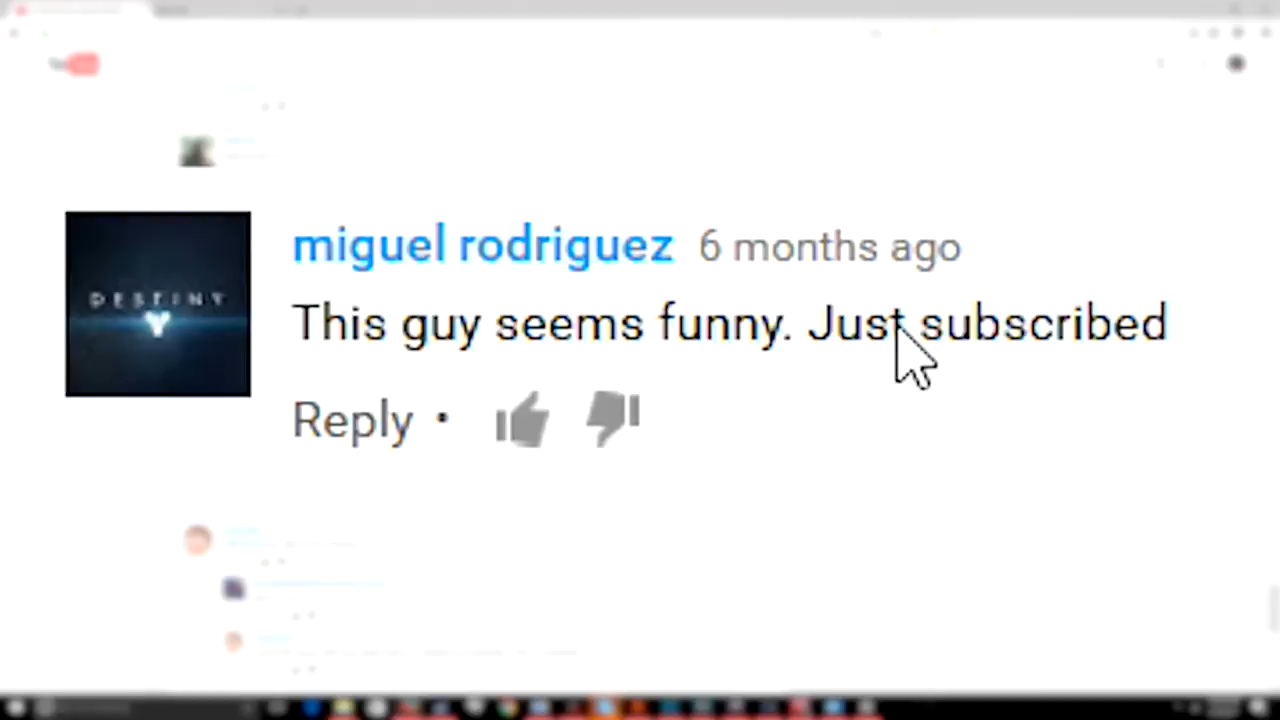 miguel rodriguez 6 months ago
DESTINY
This guy seems funny. Just subscribed
Reply •